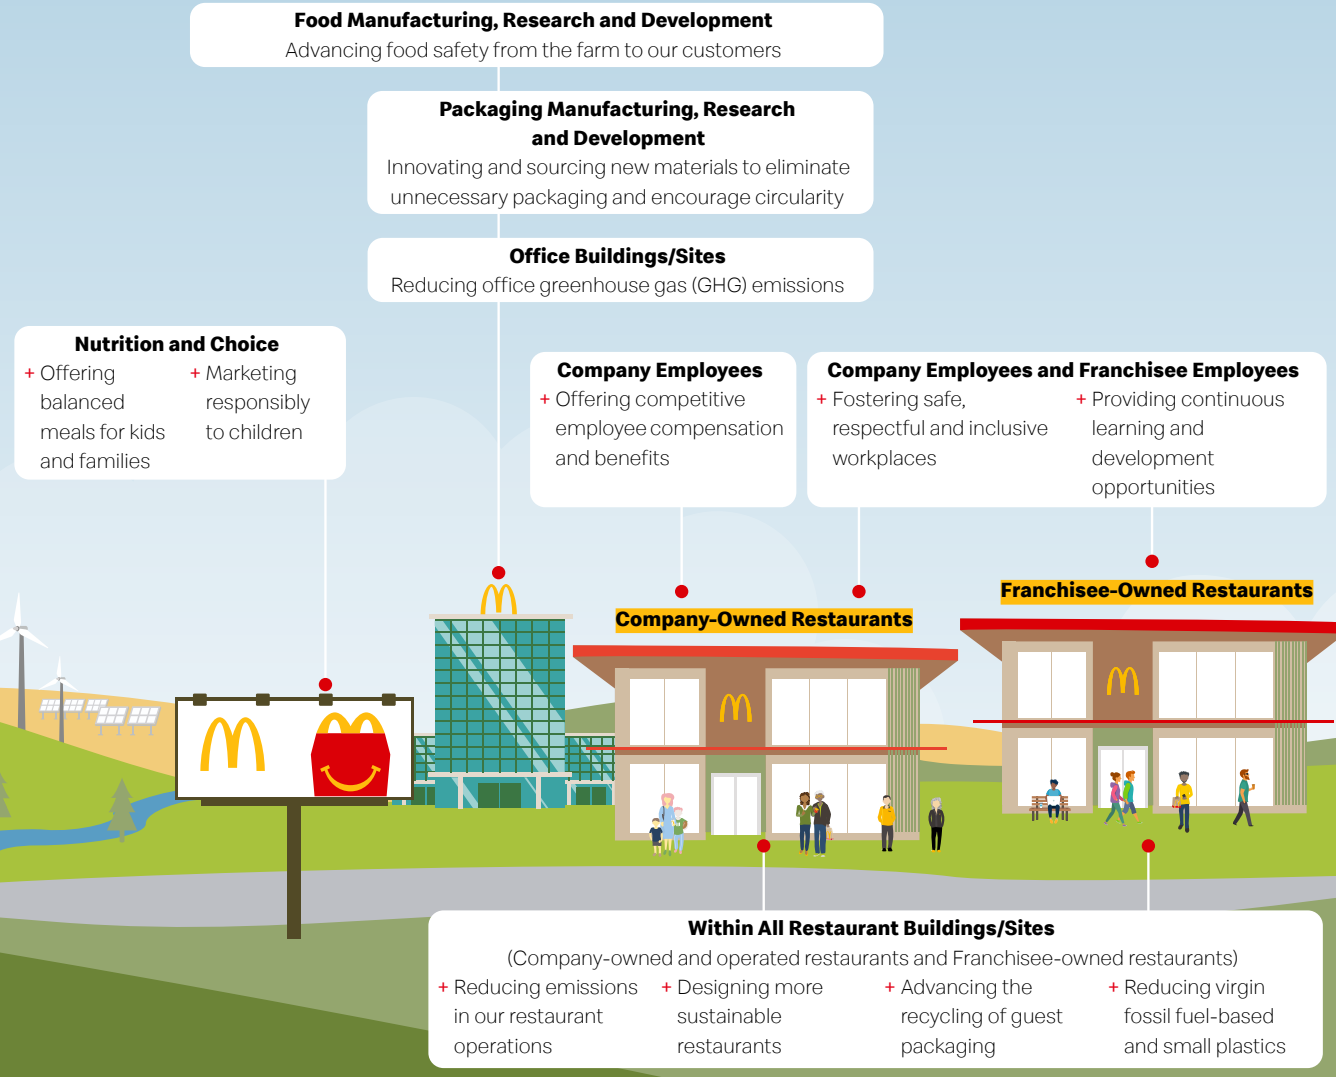 Food Manufacturing, Research and Development
Advancing food safety from the farm to our customers
Packaging Manufacturing, Research
and Development
Innovating and sourcing new materials to eliminate
unnecessary packaging and encourage circularity
Office Buildings/Sites
Reducing office greenhouse gas (GHG) emissions
Nutrition and Choice
+ Offering
balanced
meals for kids
and families
+ Marketing
responsibly
to children
Company Employees
+ Offering competitive
employee compensation
and benefits
Company Employees and Franchisee Employees
+ Fostering safe,
respectful and inclusive
workplaces
+ Providing continuous
learning and
development
opportunities
Company-Owned Restaurants
Franchisee-Owned Restaurants
Within All Restaurant Buildings/Sites
(Company-owned and operated restaurants and Franchisee-owned restaurants)
+ Reducing emissions
in our restaurant
operations
+ Designing more
sustainable
restaurants
+ Advancing the
recycling of guest
packaging
+ Reducing virgin
fossil fuel-based
and small plastics